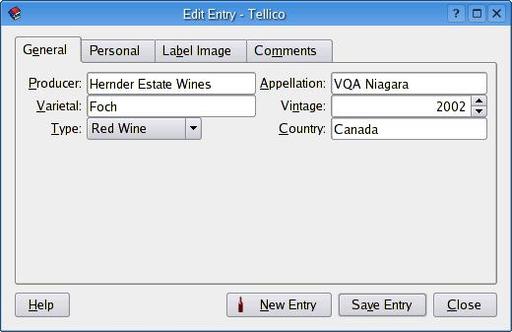 Edit Entry - Tellico
General Personal Label Image Comments
Producer: Hernder Estate Wines Appellation: VQA Niagara
Varietal: Foch Vintage: 2002
Type: Red Wine Country: Canada
Help New Entry Save Entry Close